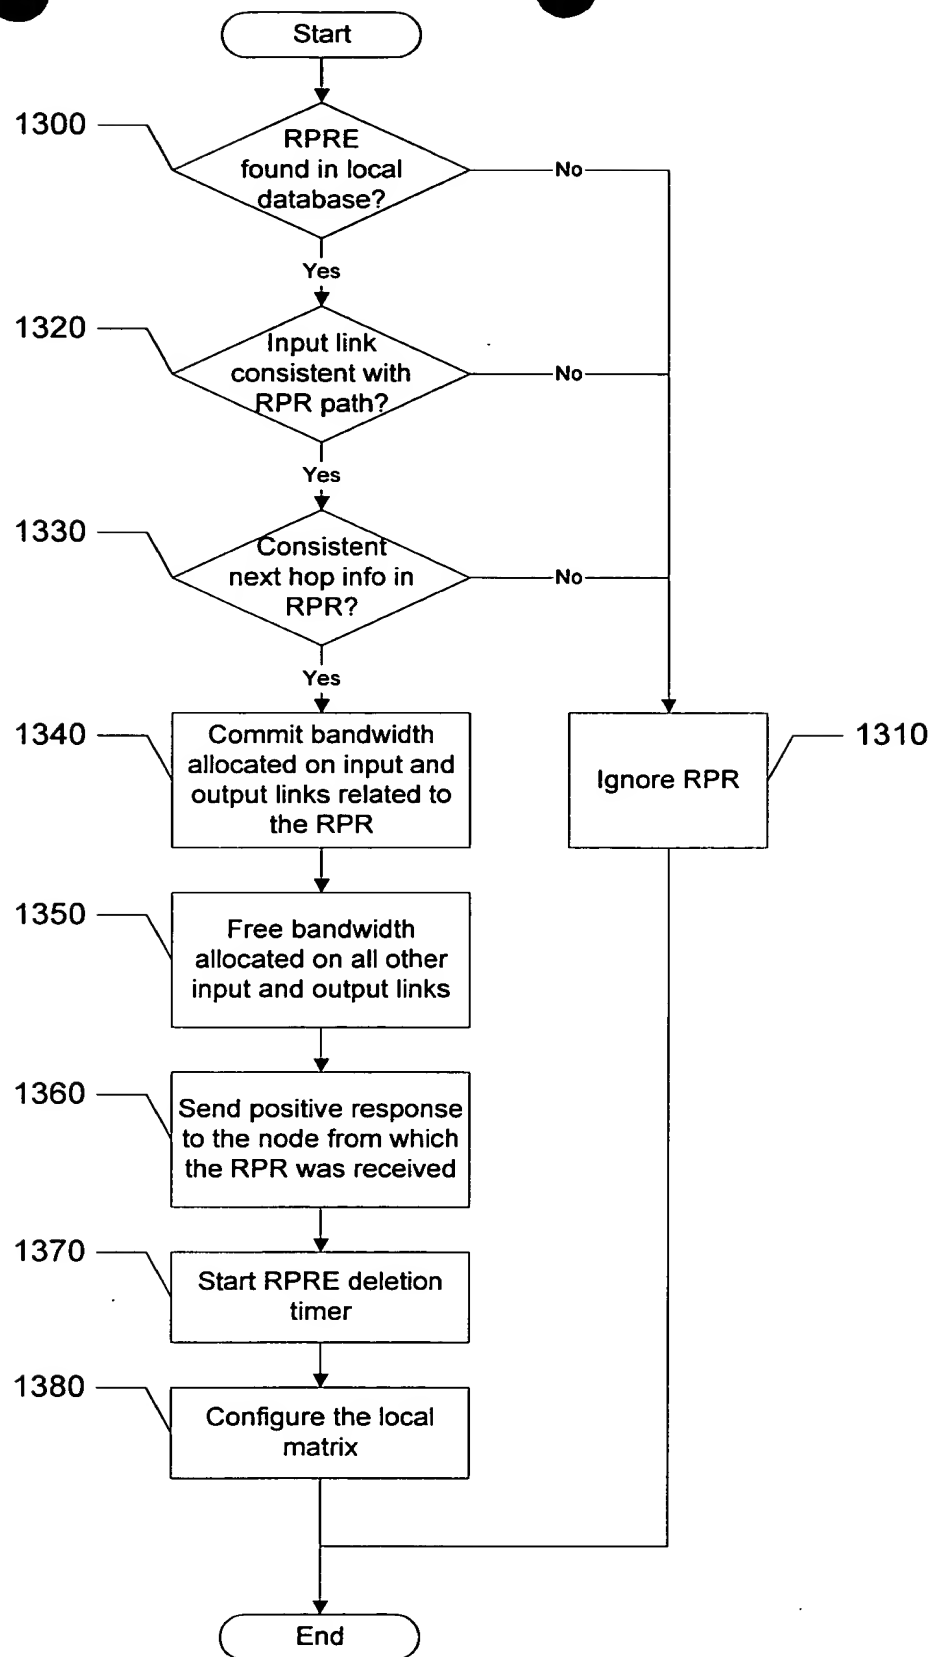 Start
1300
RPRE
found in local
database?
No
Yes
1320
Input link
consistent with
RPR path?
No
Yes
1330
Consistent
next hop info in
RPR?
No
Yes
1340
Commit bandwidth
allocated on input and
output links related to
the RPR
Ignore RPR
1310
1350
Free bandwidth
allocated on all other
input and output links
1360
Send positive response
to the node from which
the RPR was received
1370
Start RPRE deletion
timer
1380
Configure the local
matrix
End